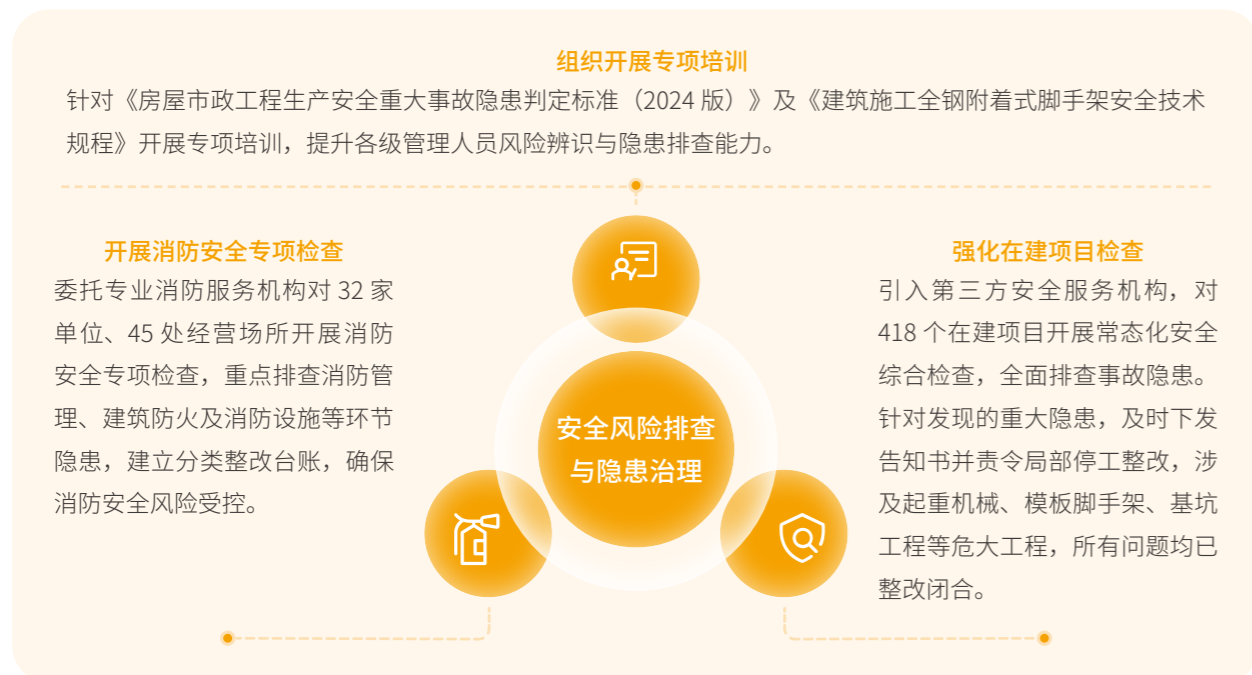 组织开展专项培训
针对《房屋市政工程生产安全重大事故隐患判定标准（2024 版）》及《建筑施工全钢附着式脚手架安全技术
规程》开展专项培训，提升各级管理人员风险辨识与隐患排查能力。
开展消防安全专项检查
委托专业消防服务机构对 32 家
单位、45 处经营场所开展消防
安全专项检查，重点排查消防管
理、建筑防火及消防设施等环节
隐患，建立分类整改台账，确保
消防安全风险受控。
安全风险排查
与隐患治理
强化在建项目检查
引入第三方安全服务机构，对
418 个在建项目开展常态化安全
综合检查，全面排查事故隐患。
针对发现的重大隐患，及时下发
告知书并责令局部停工整改，涉
及起重机械、模板脚手架、基坑
工程等危大工程，所有问题均已
整改闭合。